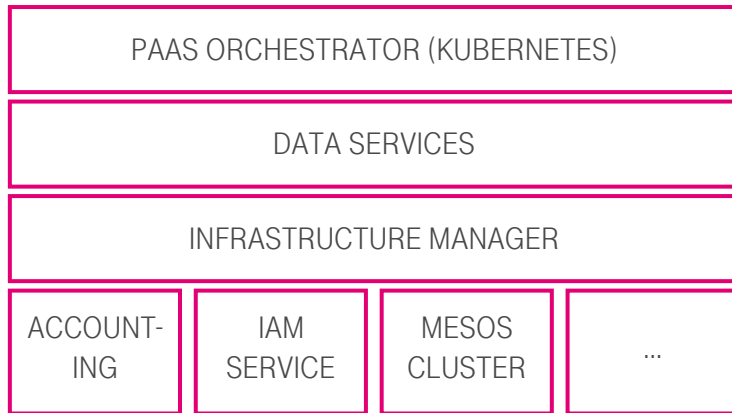 PAAS ORCHESTRATOR (KUBERNETES)
DATA SERVICES
INFRASTRUCTURE MANAGER
ACCOUNT-
ING
IAM
SERVICE
MESOS
CLUSTER
...